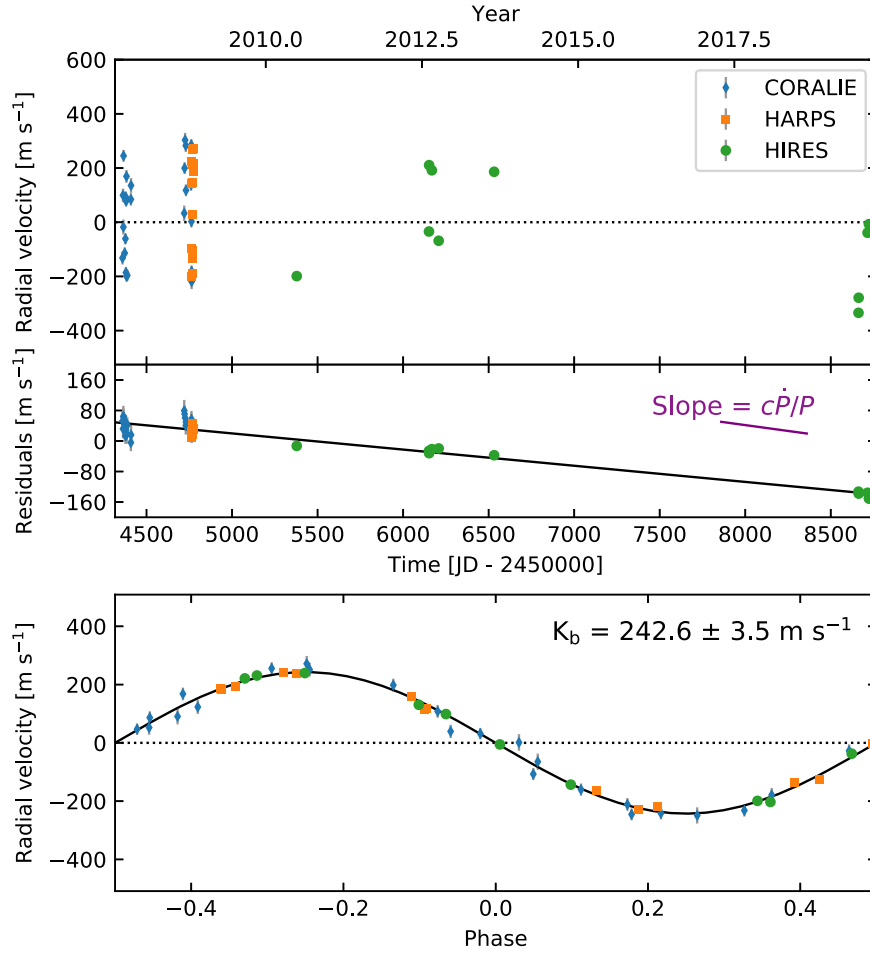 Year
2010.0 2012.5 2015.0 2017.5
600
400
200
0
−200
−400
Radial velocity [m s⁻¹]
CORALIE
HARPS
HIRES
160
80
0
−80
−160
Residuals [m s⁻¹]
Slope = cṖ/P
4500 5000 5500 6000 6500 7000 7500 8000 8500
Time [JD - 2450000]
400
200
0
−200
−400
Radial velocity [m s⁻¹]
K_b = 242.6 ± 3.5 m s⁻¹
−0.4 −0.2 0.0 0.2 0.4
Phase